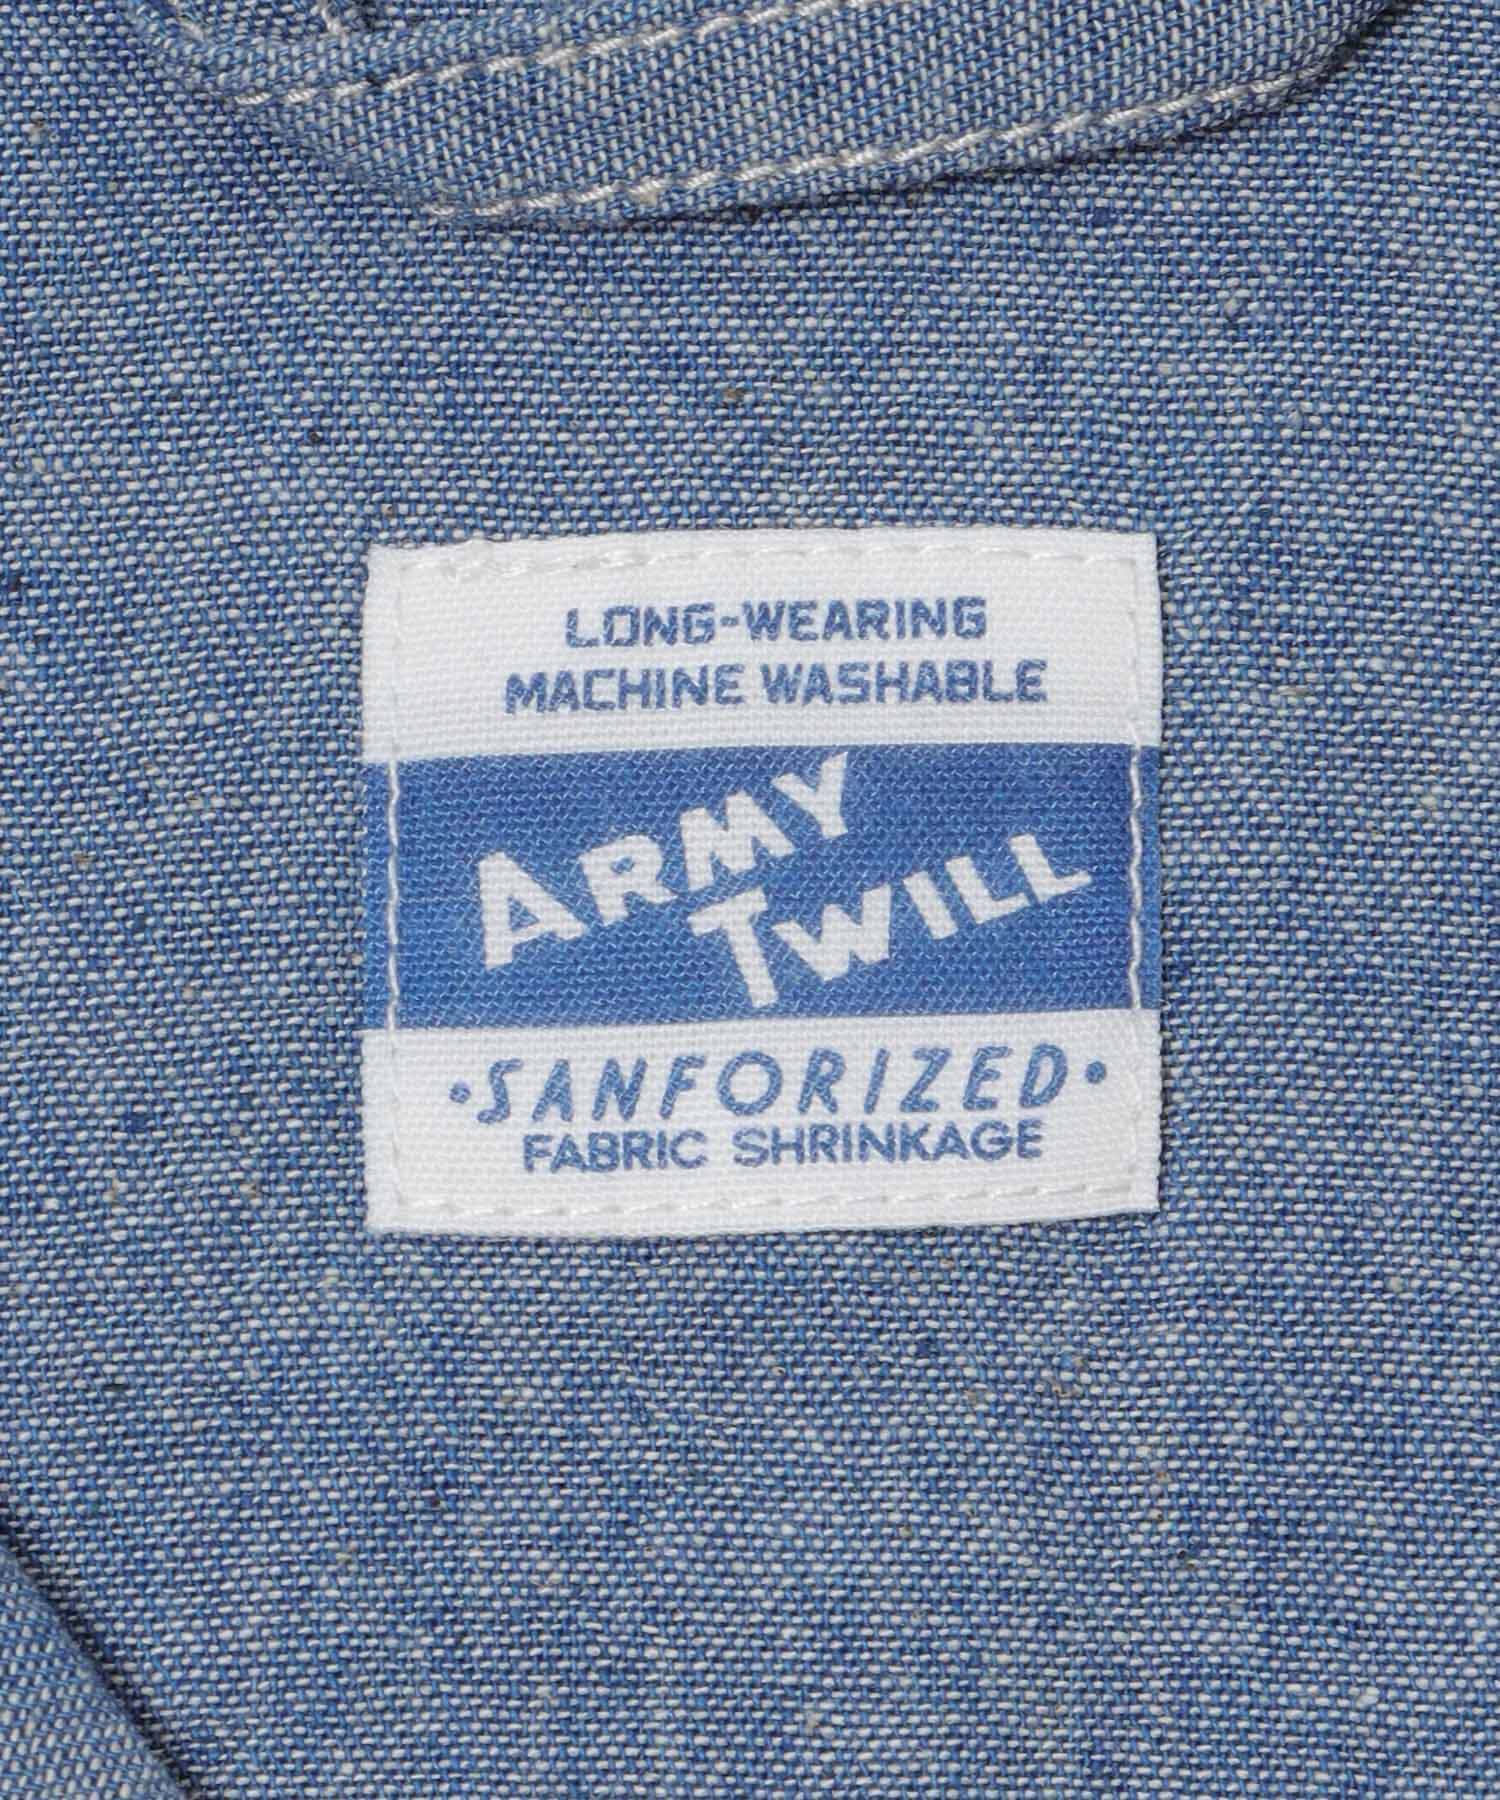 LONG-WEARING
MACHINE WASHABLE
ARMY
TWILL
•SANFORIZED•
FABRIC SHRINKAGE